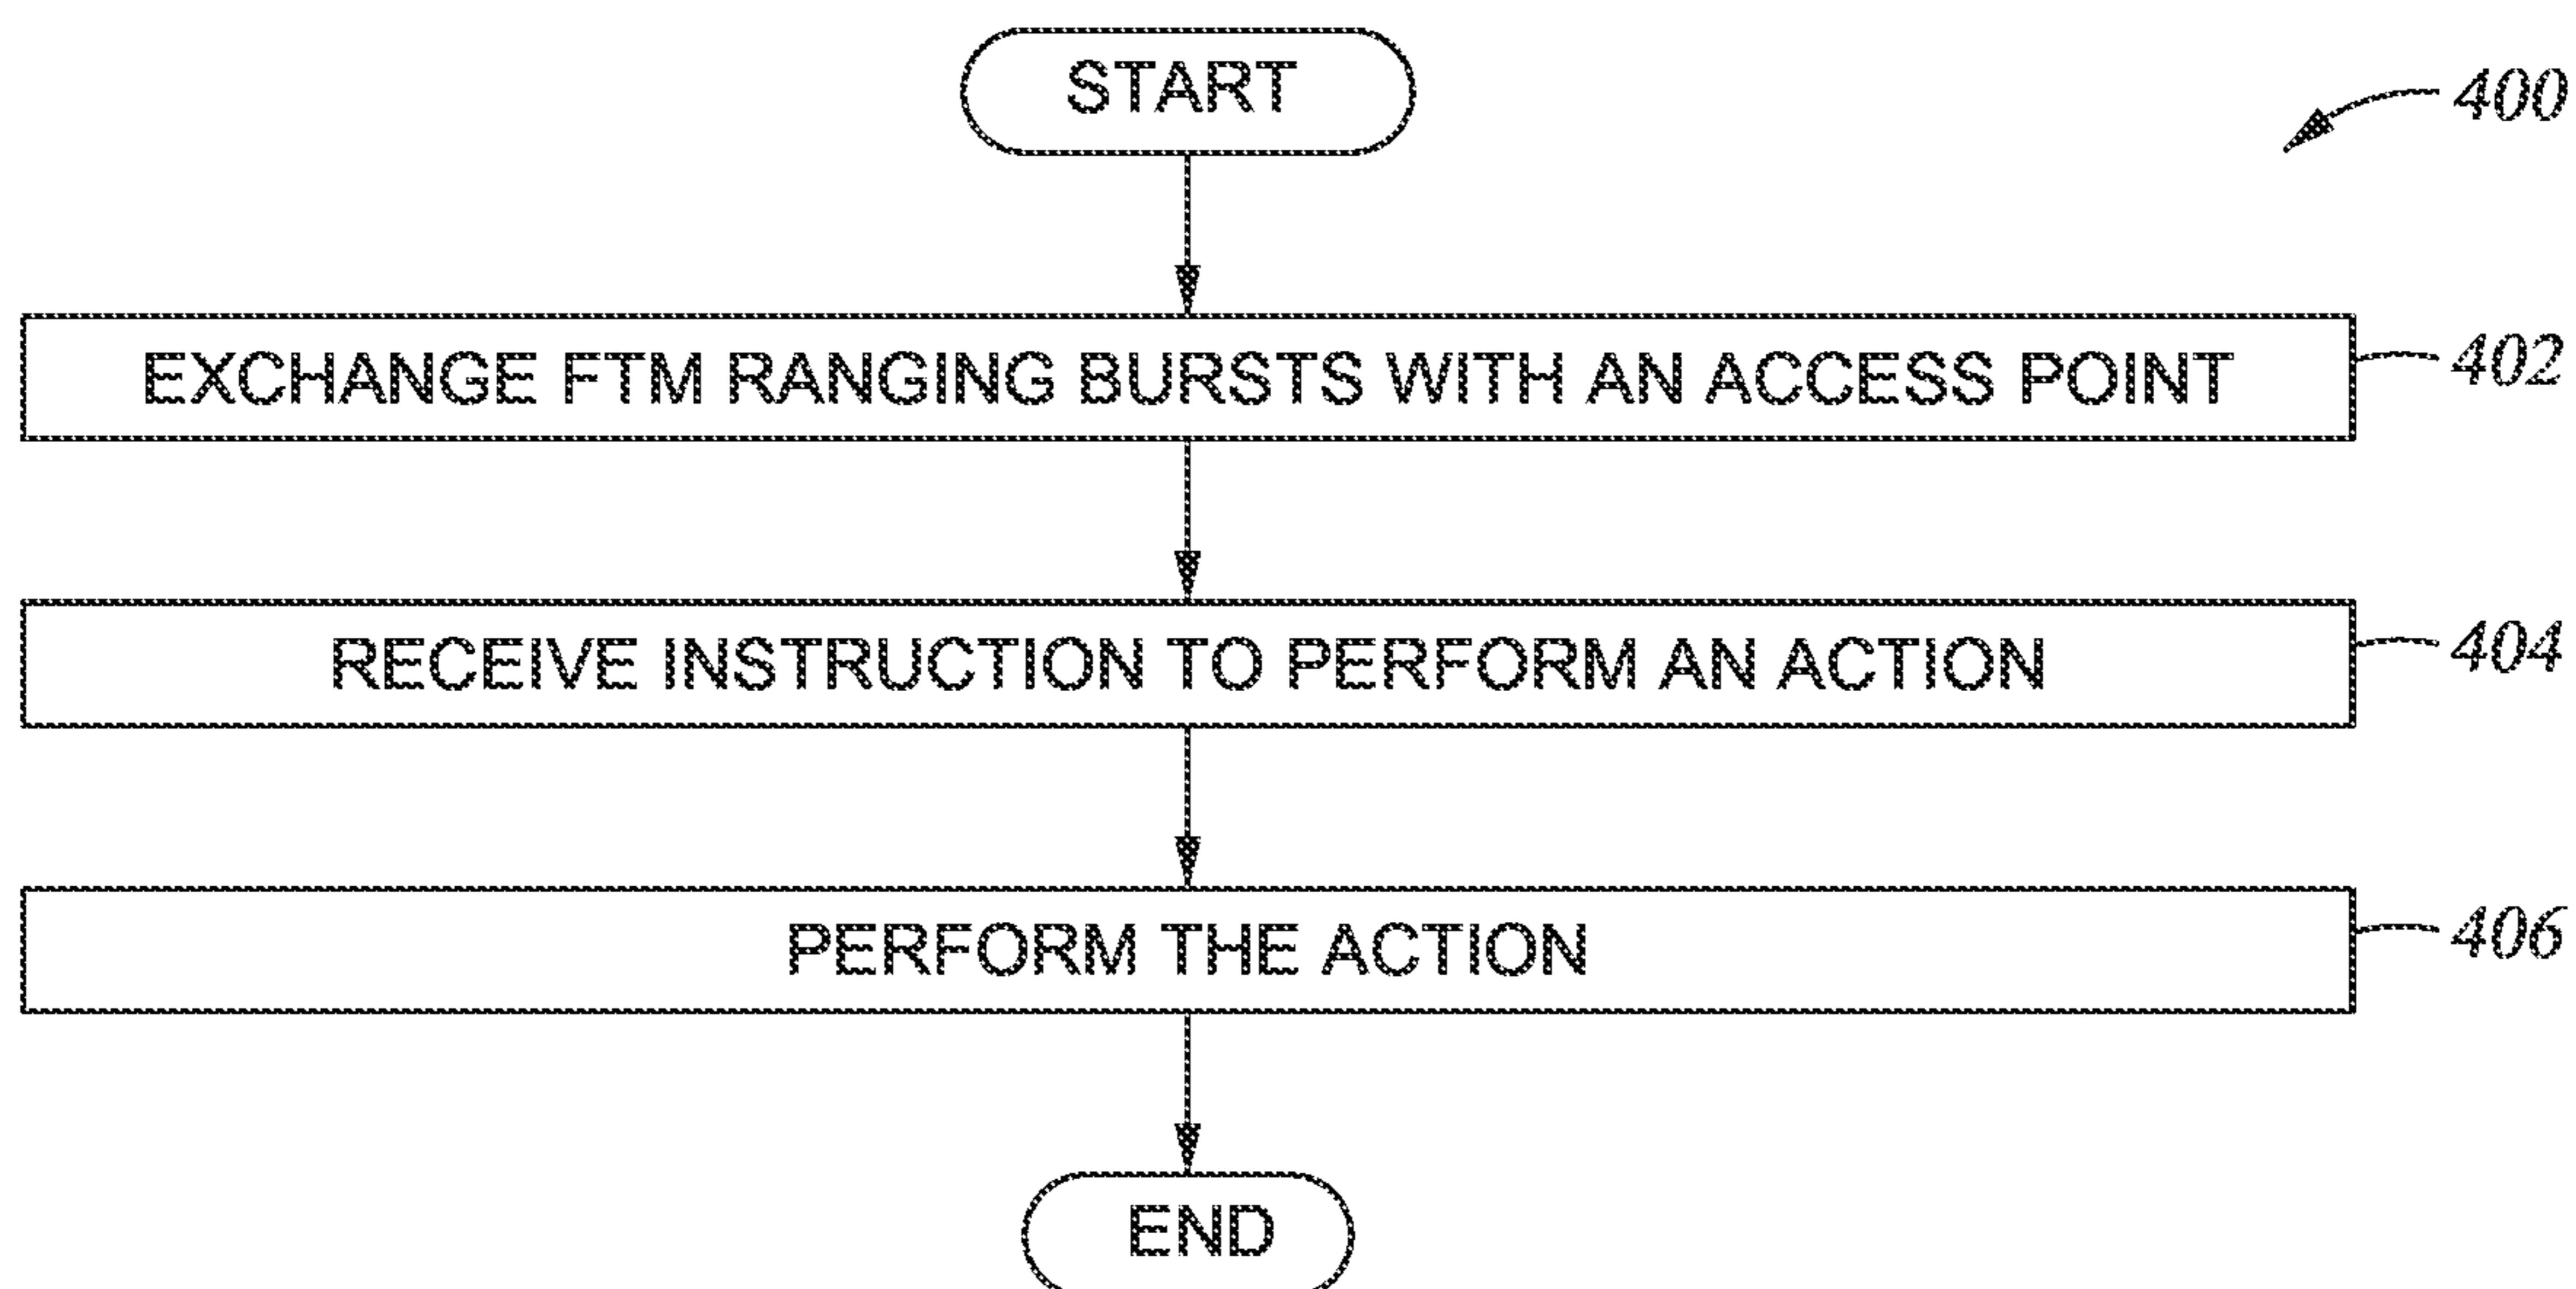 START
400
EXCHANGE FTM RANGING BURSTS WITH AN ACCESS POINT
402
RECEIVE INSTRUCTION TO PERFORM AN ACTION
404
PERFORM THE ACTION
406
END